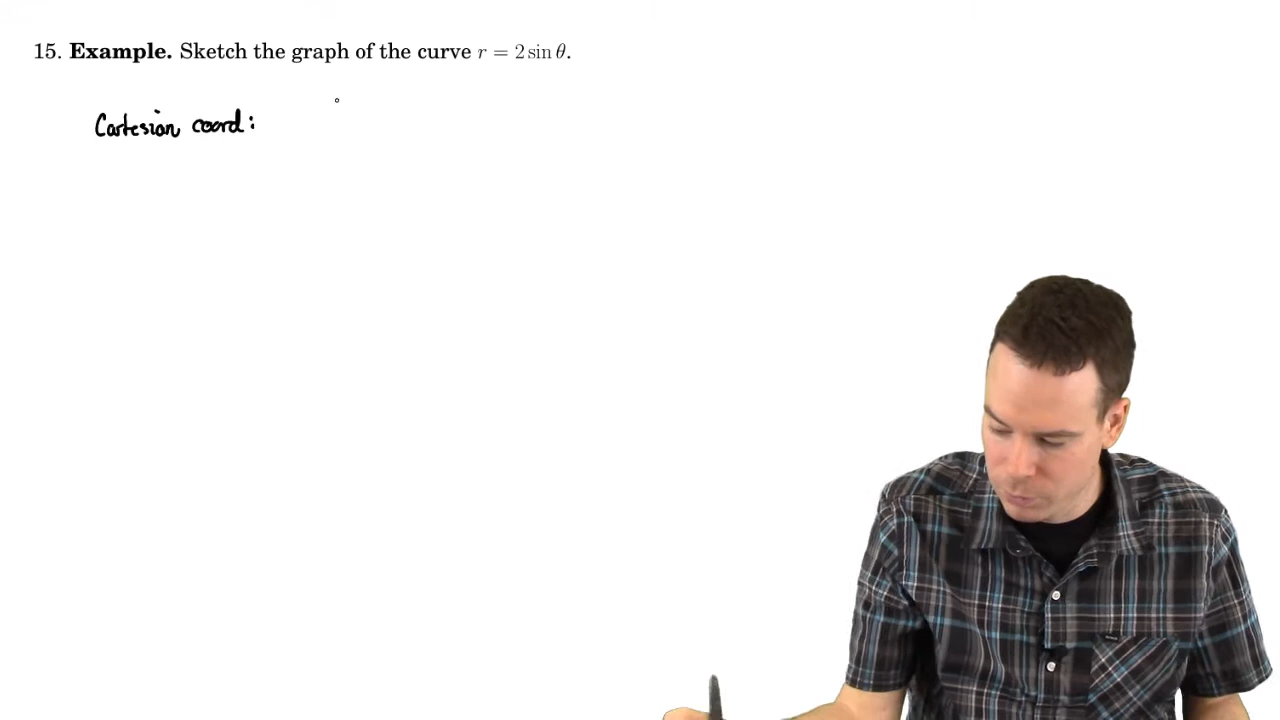 15. Example. Sketch the graph of the curve r = 2 sin θ.
Cartesian coord: